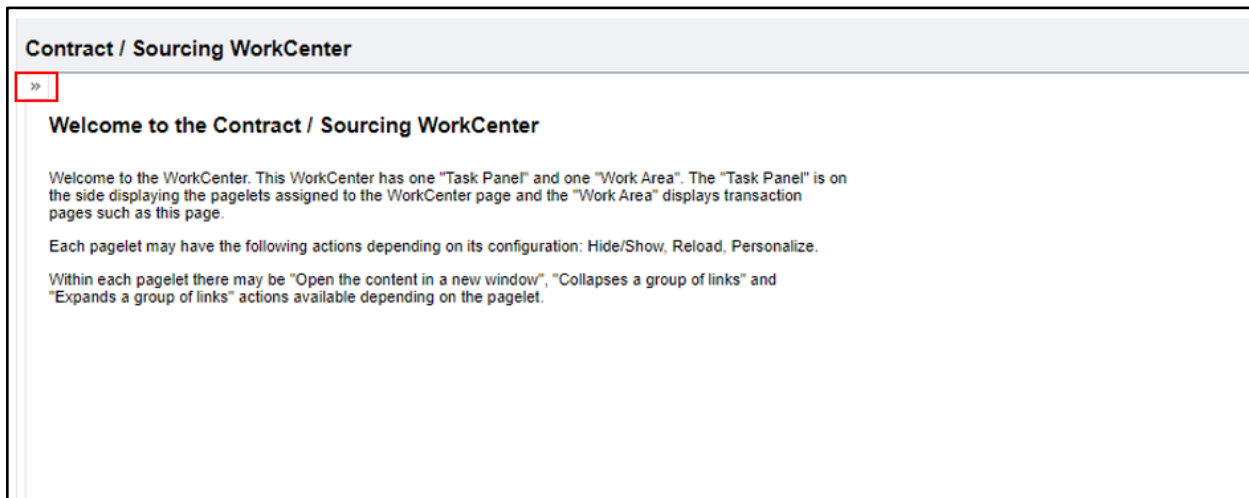 Contract / Sourcing WorkCenter
»
Welcome to the Contract / Sourcing WorkCenter
Welcome to the WorkCenter. This WorkCenter has one "Task Panel" and one "Work Area". The "Task Panel" is on
the side displaying the pagelets assigned to the WorkCenter page and the "Work Area" displays transaction
pages such as this page.
Each pagelet may have the following actions depending on its configuration: Hide/Show, Reload, Personalize.
Within each pagelet there may be "Open the content in a new window", "Collapses a group of links" and
"Expands a group of links" actions available depending on the pagelet.